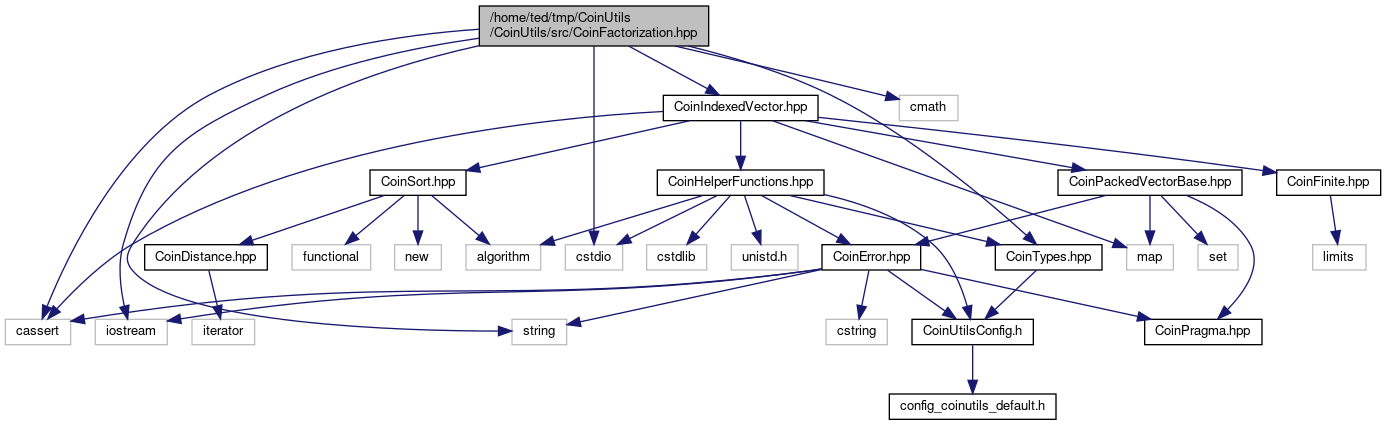 /home/ted/tmp/CoinUtils
/CoinUtils/src/CoinFactorization.hpp
CoinIndexedVector.hpp
cmath
CoinSort.hpp
CoinHelperFunctions.hpp
CoinPackedVectorBase.hpp
CoinFinite.hpp
CoinDistance.hpp
functional
new
algorithm
cstdio
cstdlib
unistd.h
CoinError.hpp
CoinTypes.hpp
map
set
limits
cassert
iostream
iterator
string
cstring
CoinUtilsConfig.h
CoinPragma.hpp
config_coinutils_default.h